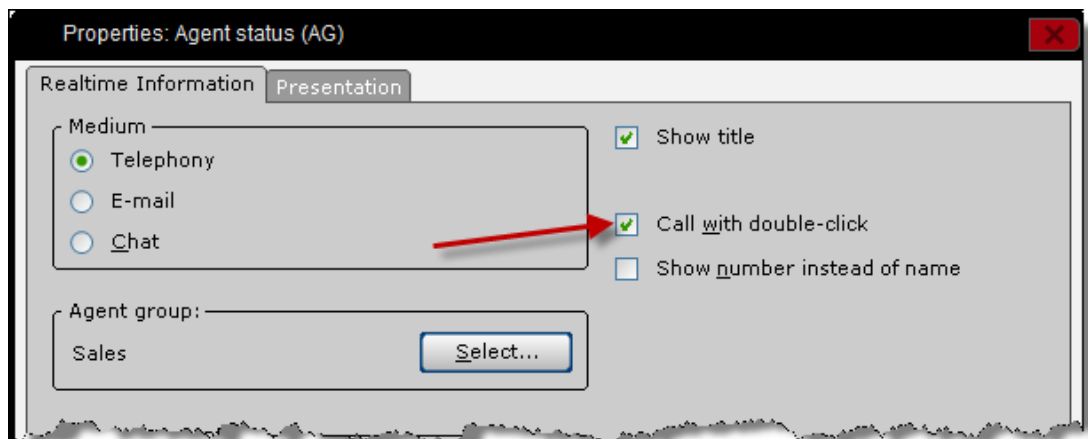 Properties: Agent status (AG)
Realtime Information
Presentation
Medium
Telephony
E-mail
Chat
Show title
Call with double-click
Show number instead of name
Agent group:
Sales
Select...